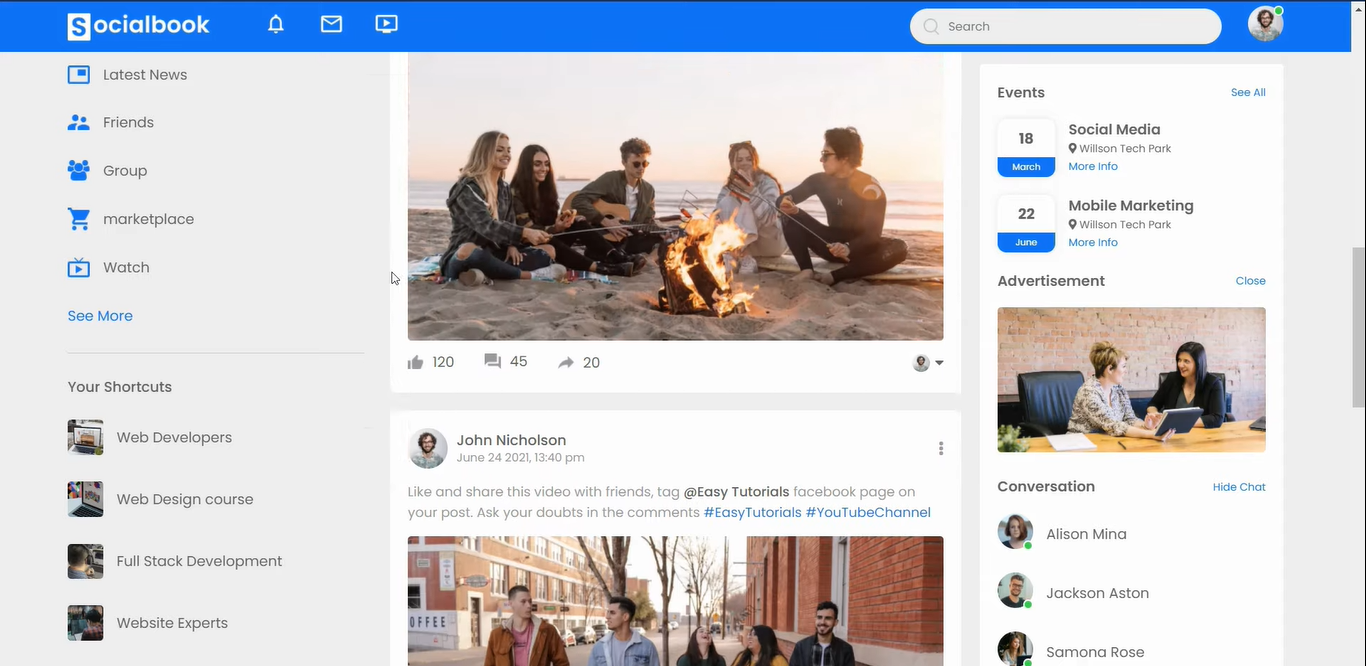 Socialbook
Search
Latest News
Friends
Group
marketplace
Watch
See More
Your Shortcuts
Web Developers
Web Design course
Full Stack Development
Website Experts
120
45
20
John Nicholson
June 24 2021, 13:40 pm
Like and share this video with friends, tag @Easy Tutorials facebook page on
your post. Ask your doubts in the comments #EasyTutorials #YouTubeChannel
OFFEE
Events
See All
18
March
Social Media
Willson Tech Park
More Info
22
June
Mobile Marketing
Willson Tech Park
More Info
Advertisement
Close
Conversation
Hide Chat
Alison Mina
Jackson Aston
Samona Rose